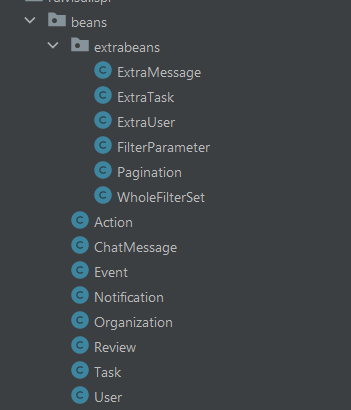 beans
extrabeans
ExtraMessage
ExtraTask
ExtraUser
FilterParameter
Pagination
WholeFilterSet
Action
ChatMessage
Event
Notification
Organization
Review
Task
User